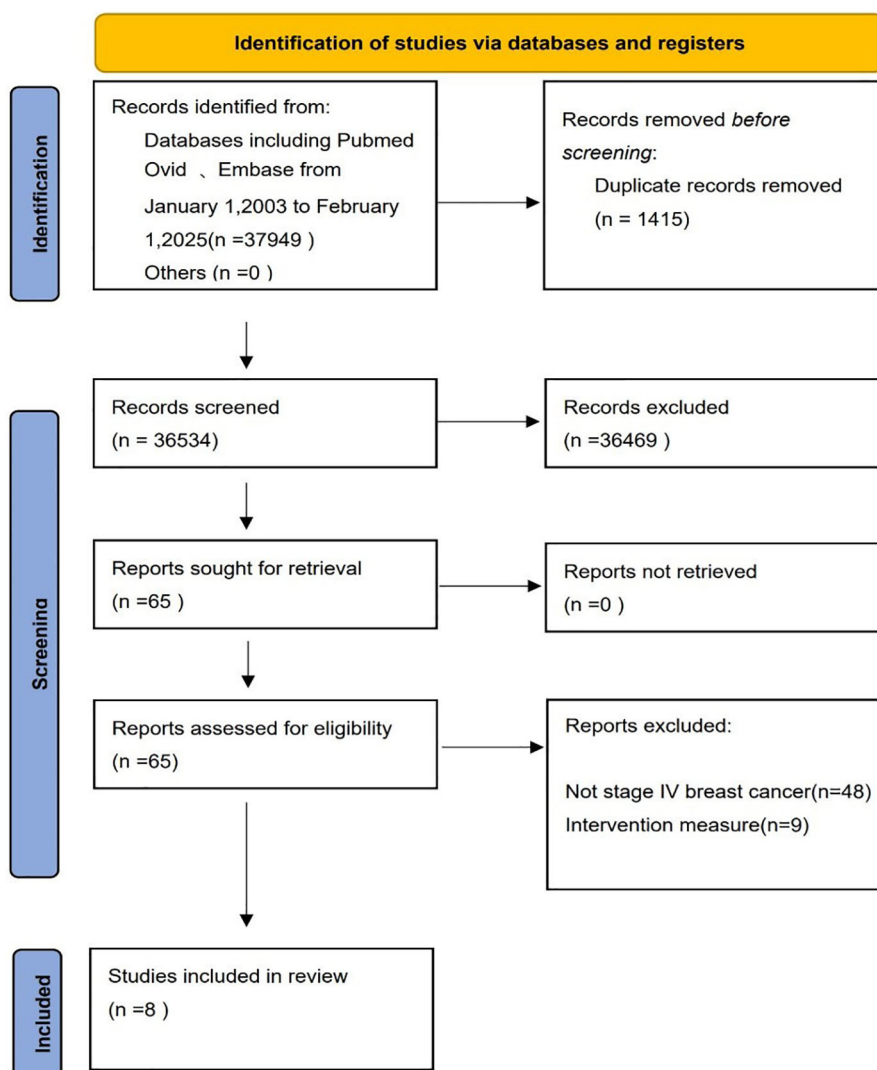 Identification of studies via databases and registers
Identification
Records identified from:
Databases including Pubmed
Ovid 、Embase from
January 1,2003 to February
1,2025(n =37949 )
Others (n =0 )
Records removed before
screening:
Duplicate records removed
(n = 1415)
Screening
Records screened
(n = 36534)
Records excluded
(n =36469 )
Reports sought for retrieval
(n =65 )
Reports not retrieved
(n =0 )
Reports assessed for eligibility
(n =65)
Reports excluded:
Not stage IV breast cancer(n=48)
Intervention measure(n=9)
Included
Studies included in review
(n =8 )